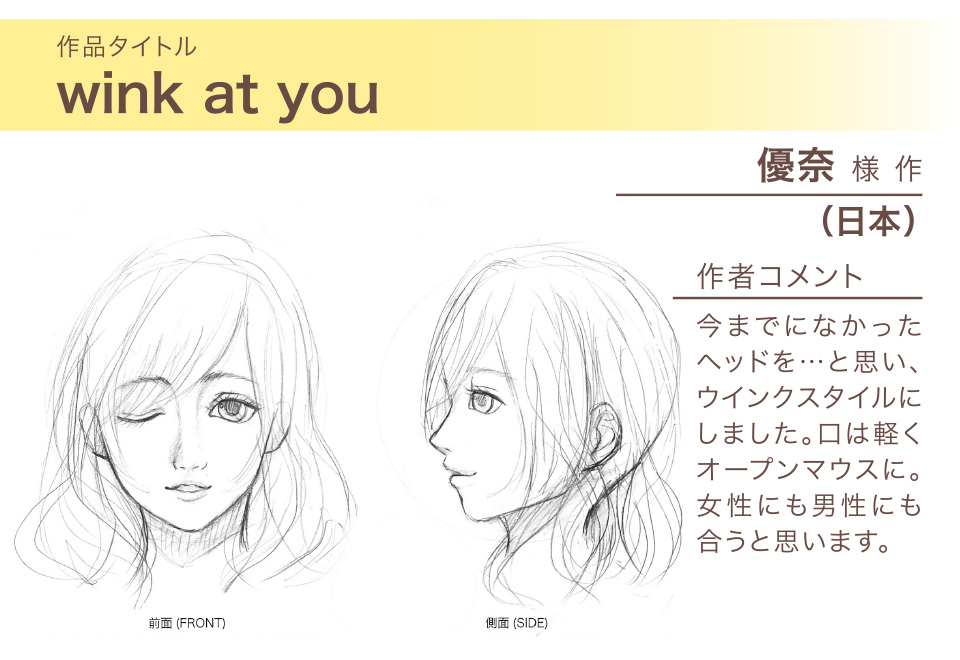 作品タイトル
wink at you
優奈 様 作
（日本）
作者コメント
今までになかった
ヘッドを…と思い、
ウインクスタイルに
しました。口は軽く
オープンマウスに。
女性にも男性にも
合うと思います。
前面 (FRONT)
側面 (SIDE)